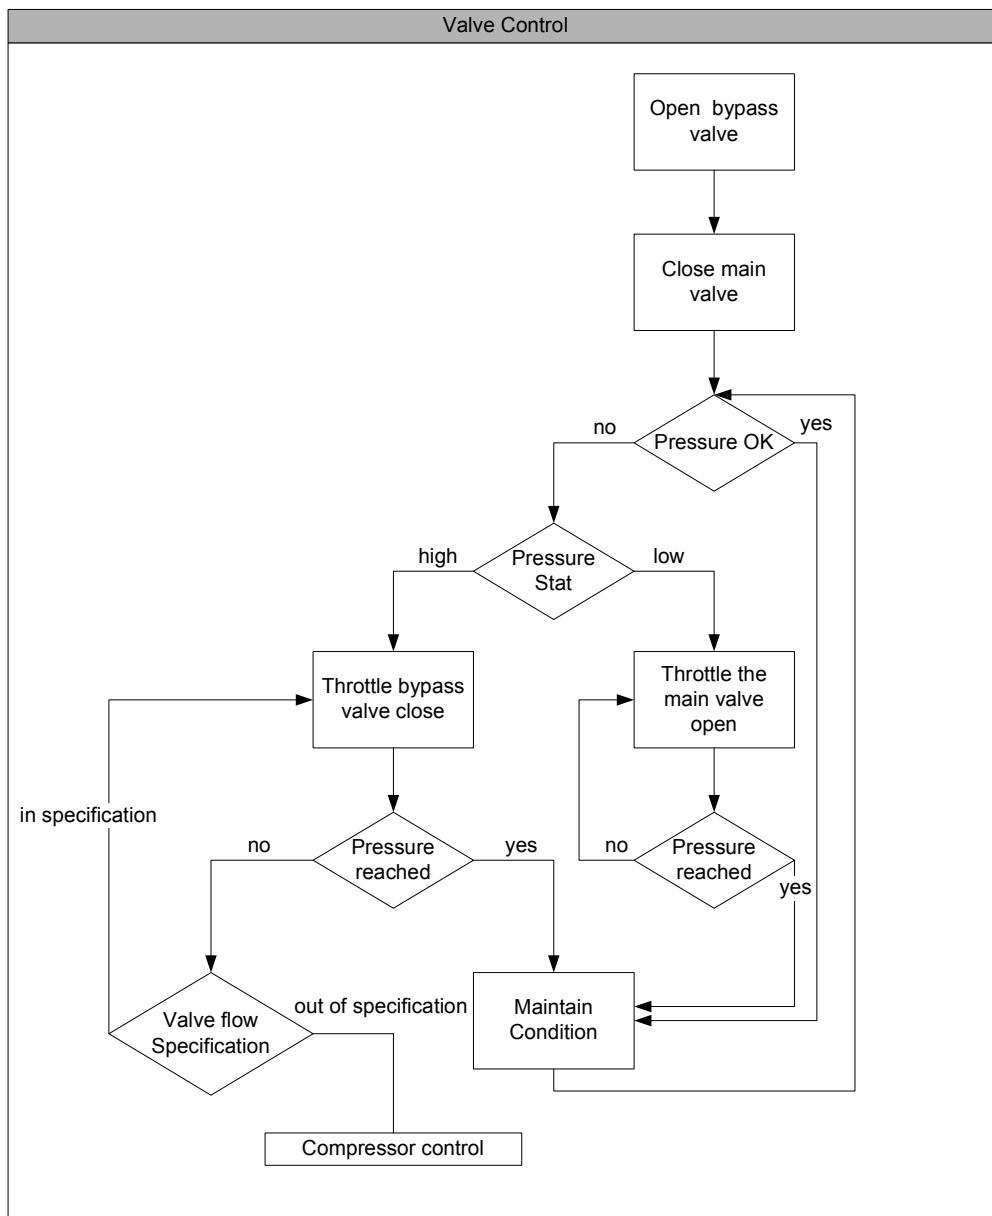 Valve Control
Open bypass
valve
Close main
valve
no
yes
Pressure OK
high
Pressure
Stat
low
Throttle bypass
valve close
Throttle the
main valve
open
in specification
no
Pressure
reached
yes
no
Pressure
reached
yes
out of specification
Valve flow
Specification
Maintain
Condition
Compressor control